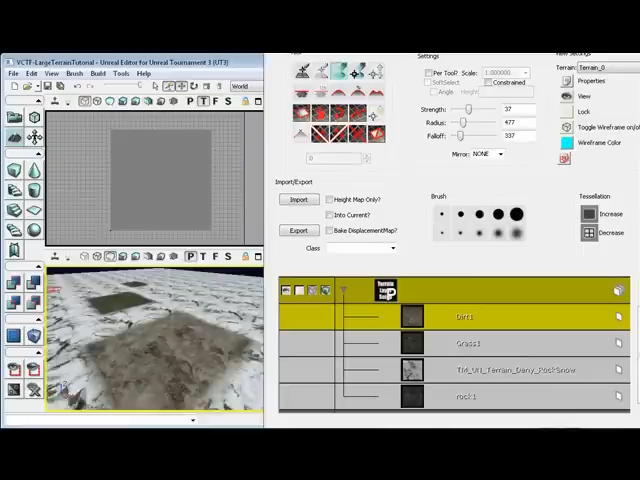 VCTF-LargeTerrainTutorial - Unreal Editor for Unreal Tournament 3 (UT3)
File Edit View Brush Build Tools Help
World
P T F S
P T F S
Settings
Per Tool?
Scale:
1.000000
SoftSelect
Constrained
Angle
Height
Strength:
37
Radius:
477
Falloff:
337
Mirror: NONE
0
Terrain: Terrain_0
Properties
View
Lock
Toggle Wireframe on/o
Wireframe Color
Import/Export
Import
Height Map Only?
Into Current?
Export
Bake DisplacementMap?
Class
Brush
Tessellation
Increase
Decrease
Dirt1
Grass1
rock1